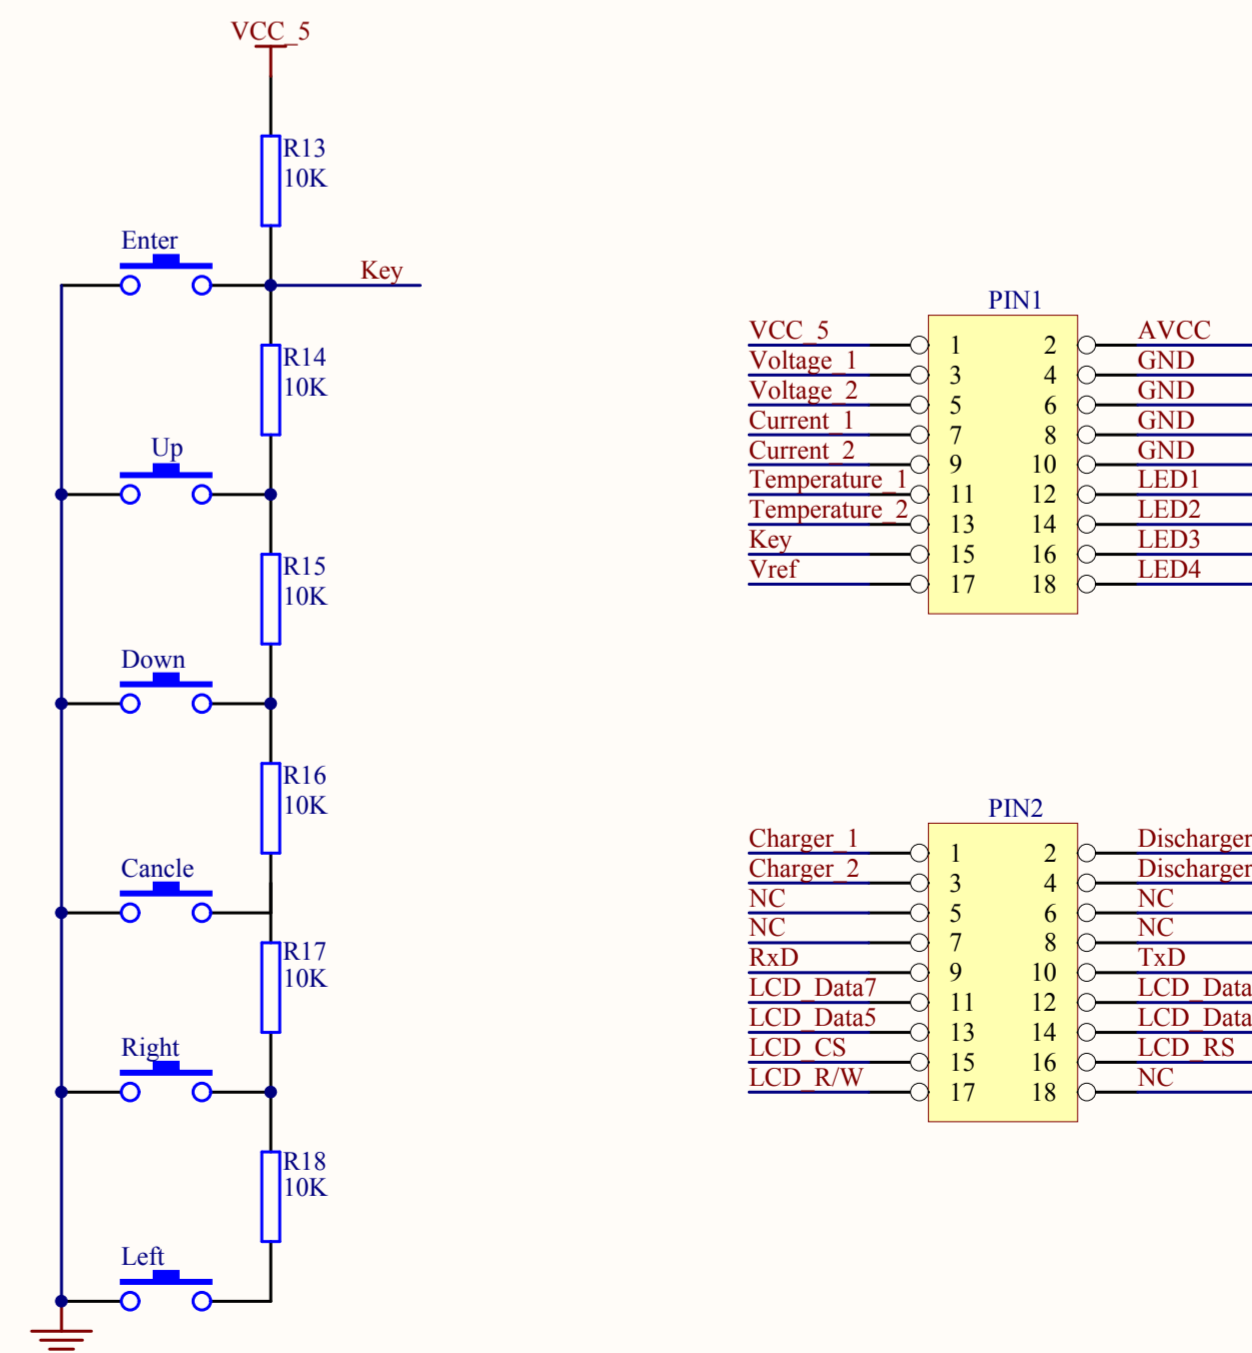 VCC_5
R13
10K
Enter
Key
R14
10K
Up
R15
10K
Down
R16
10K
Cancle
R17
10K
Right
R18
10K
Left
PIN1
VCC_5 1 2 AVCC
Voltage_1 3 4 GND
Voltage_2 5 6 GND
Current_1 7 8 GND
Current_2 9 10 GND
Temperature_1 11 12 LED1
Temperature_2 13 14 LED2
Key 15 16 LED3
Vref 17 18 LED4
PIN2
Charger_1 1 2 Discharger
Charger_2 3 4 Discharger
NC 5 6 NC
NC 7 8 NC
RxD 9 10 TxD
LCD_Data7 11 12 LCD_Data
LCD_Data5 13 14 LCD_Data
LCD_CS 15 16 LCD_RS
LCD_R/W 17 18 NC